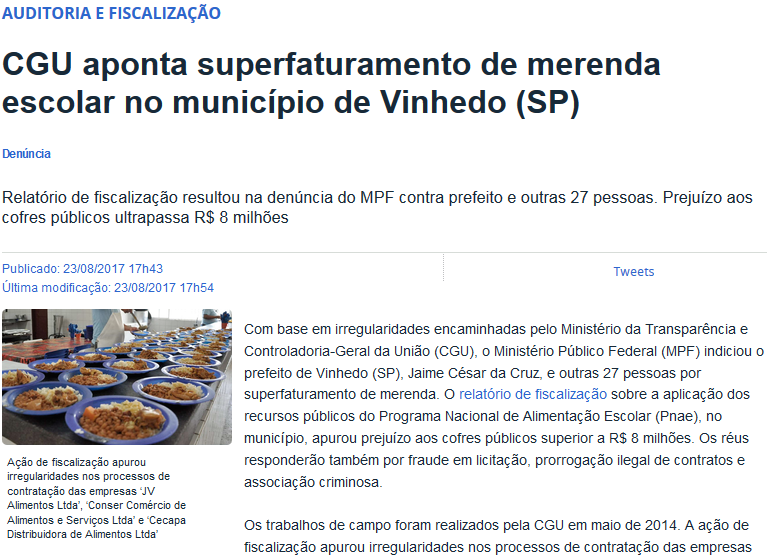 AUDITORIA E FISCALIZAÇÃO
CGU aponta superfaturamento de merenda
escolar no município de Vinhedo (SP)
Denúncia
Relatório de fiscalização resultou na denúncia do MPF contra prefeito e outras 27 pessoas. Prejuízo aos
cofres públicos ultrapassa R$ 8 milhões
Publicado: 23/08/2017 17h43
Última modificação: 23/08/2017 17h54
Tweets
Com base em irregularidades encaminhadas pelo Ministério da Transparência e
Controladoria-Geral da União (CGU), o Ministério Público Federal (MPF) indiciou o
prefeito de Vinhedo (SP), Jaime César da Cruz, e outras 27 pessoas por
superfaturamento de merenda. O relatório de fiscalização sobre a aplicação dos
recursos públicos do Programa Nacional de Alimentação Escolar (Pnae), no
município, apurou prejuízo aos cofres públicos superior a R$ 8 milhões. Os réus
responderão também por fraude em licitação, prorrogação ilegal de contratos e
associação criminosa.
Ação de fiscalização apurou
irregularidades nos processos de
contratação das empresas 'JV
Alimentos Ltda', 'Conser Comércio de
Alimentos e Serviços Ltda' e 'Cecapa
Distribuidora de Alimentos Ltda'
Os trabalhos de campo foram realizados pela CGU em maio de 2014. A ação de
fiscalização apurou irregularidades nos processos de contratação das empresas